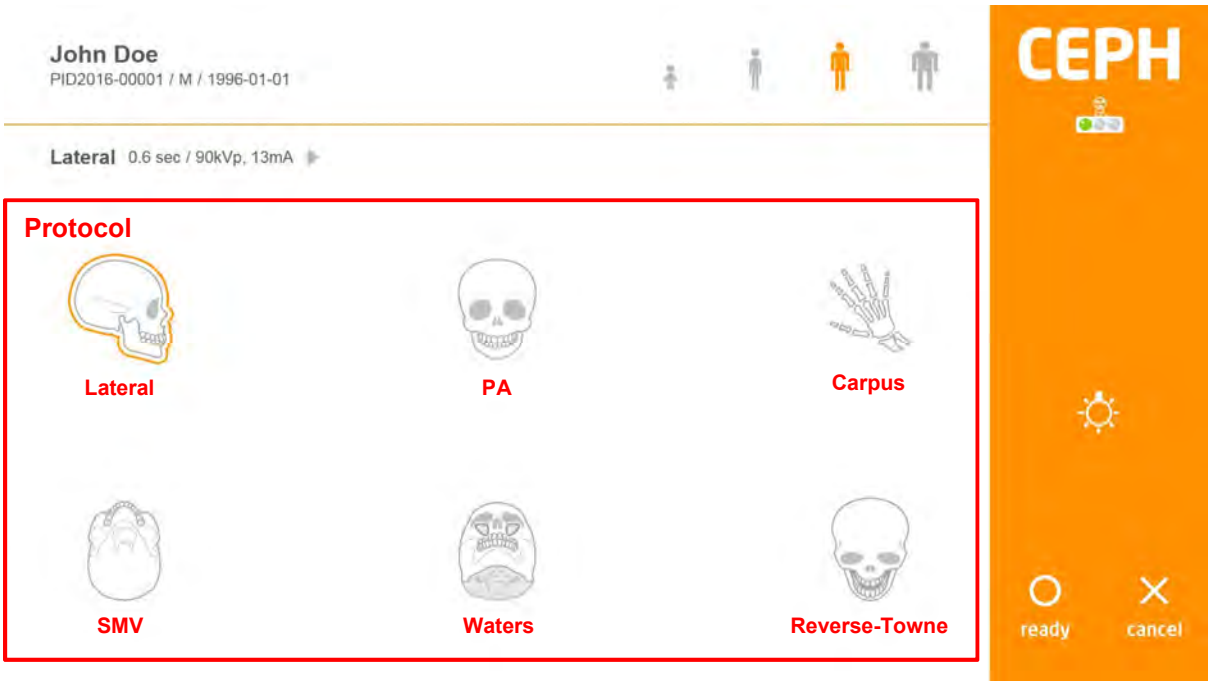 John Doe
PID2016-00001 / M / 1996-01-01
CEPH
Lateral 0.6 sec / 90kVp, 13mA
Protocol
Lateral
PA
Carpus
SMV
Waters
Reverse-Towne
ready
cancel